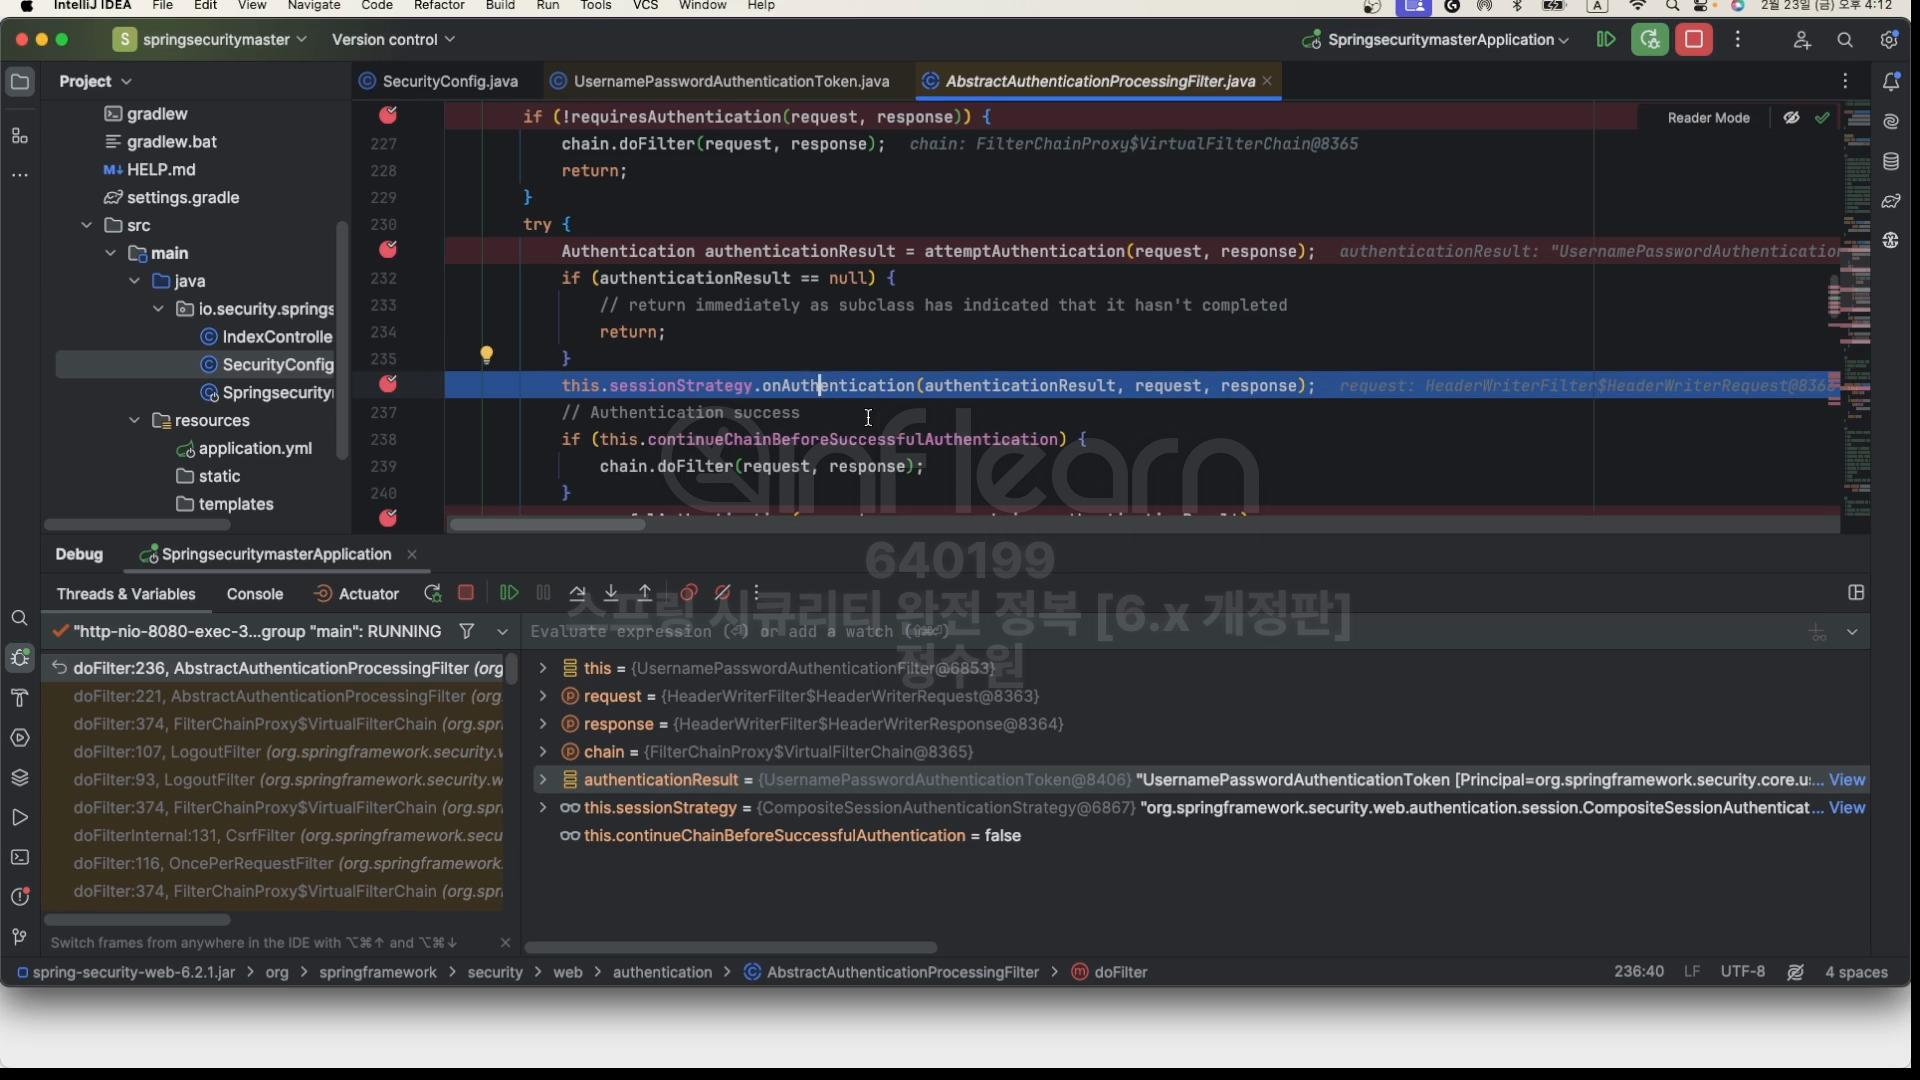 IntelliJ IDEA File Edit View Navigate Code Refactor Build Run Tools VCS Window Help A 2월 23일 (금) 오후 4:12
S springsecuritymaster Version control SpringsecuritymasterApplication
Project SecurityConfig.java UsernamePasswordAuthenticationToken.java AbstractAuthenticationProcessingFilter.java
gradlew
gradlew.bat
M↓ HELP.md
settings.gradle
src
main
java
io.security.springs
IndexControlle
SecurityConfig
Springsecurity
resources
application.yml
static
templates
if (!requiresAuthentication(request, response)) {
Reader Mode
227 chain.doFilter(request, response); chain: FilterChainProxy$VirtualFilterChain@8365
228 return;
229 }
230 try {
Authentication authenticationResult = attemptAuthentication(request, response); authenticationResult: "UsernamePasswordAuthentication
232 if (authenticationResult == null) {
233 // return immediately as subclass has indicated that it hasn't completed
234 return;
235 }
this.sessionStrategy.onAuthentication(authenticationResult, request, response); request: HeaderWriterFilter$HeaderWriterRequest@8363
237 // Authentication success
238 if (this.continueChainBeforeSuccessfulAuthentication) {
239 chain.doFilter(request, response);
240 }
inflearn
640199
스프링 시큐리티 완전 정복 [6.x 개정판]
정수원
Debug SpringsecuritymasterApplication
Threads & Variables Console Actuator
"http-nio-8080-exec-3...group "main": RUNNING
Evaluate expression (⏎) or add a watch (⇧⌘⏎)
doFilter:236, AbstractAuthenticationProcessingFilter (org
doFilter:221, AbstractAuthenticationProcessingFilter (org.
doFilter:374, FilterChainProxy$VirtualFilterChain (org.spri
doFilter:107, LogoutFilter (org.springframework.security.v
doFilter:93, LogoutFilter (org.springframework.security.w
doFilter:374, FilterChainProxy$VirtualFilterChain (org.spri
doFilterInternal:131, CsrfFilter (org.springframework.secu
doFilter:116, OncePerRequestFilter (org.springframework.
doFilter:374, FilterChainProxy$VirtualFilterChain (org.spri
this = {UsernamePasswordAuthenticationFilter@6853}
request = {HeaderWriterFilter$HeaderWriterRequest@8363}
response = {HeaderWriterFilter$HeaderWriterResponse@8364}
chain = {FilterChainProxy$VirtualFilterChain@8365}
authenticationResult = {UsernamePasswordAuthenticationToken@8406} "UsernamePasswordAuthenticationToken [Principal=org.springframework.security.core.u:... View
this.sessionStrategy = {CompositeSessionAuthenticationStrategy@6867} "org.springframework.security.web.authentication.session.CompositeSessionAuthenticat... View
this.continueChainBeforeSuccessfulAuthentication = false
Switch frames from anywhere in the IDE with ⌥⌘↑ and ⌥⌘↓
spring-security-web-6.2.1.jar > org > springframework > security > web > authentication > AbstractAuthenticationProcessingFilter > doFilter 236:40 LF UTF-8 4 spaces